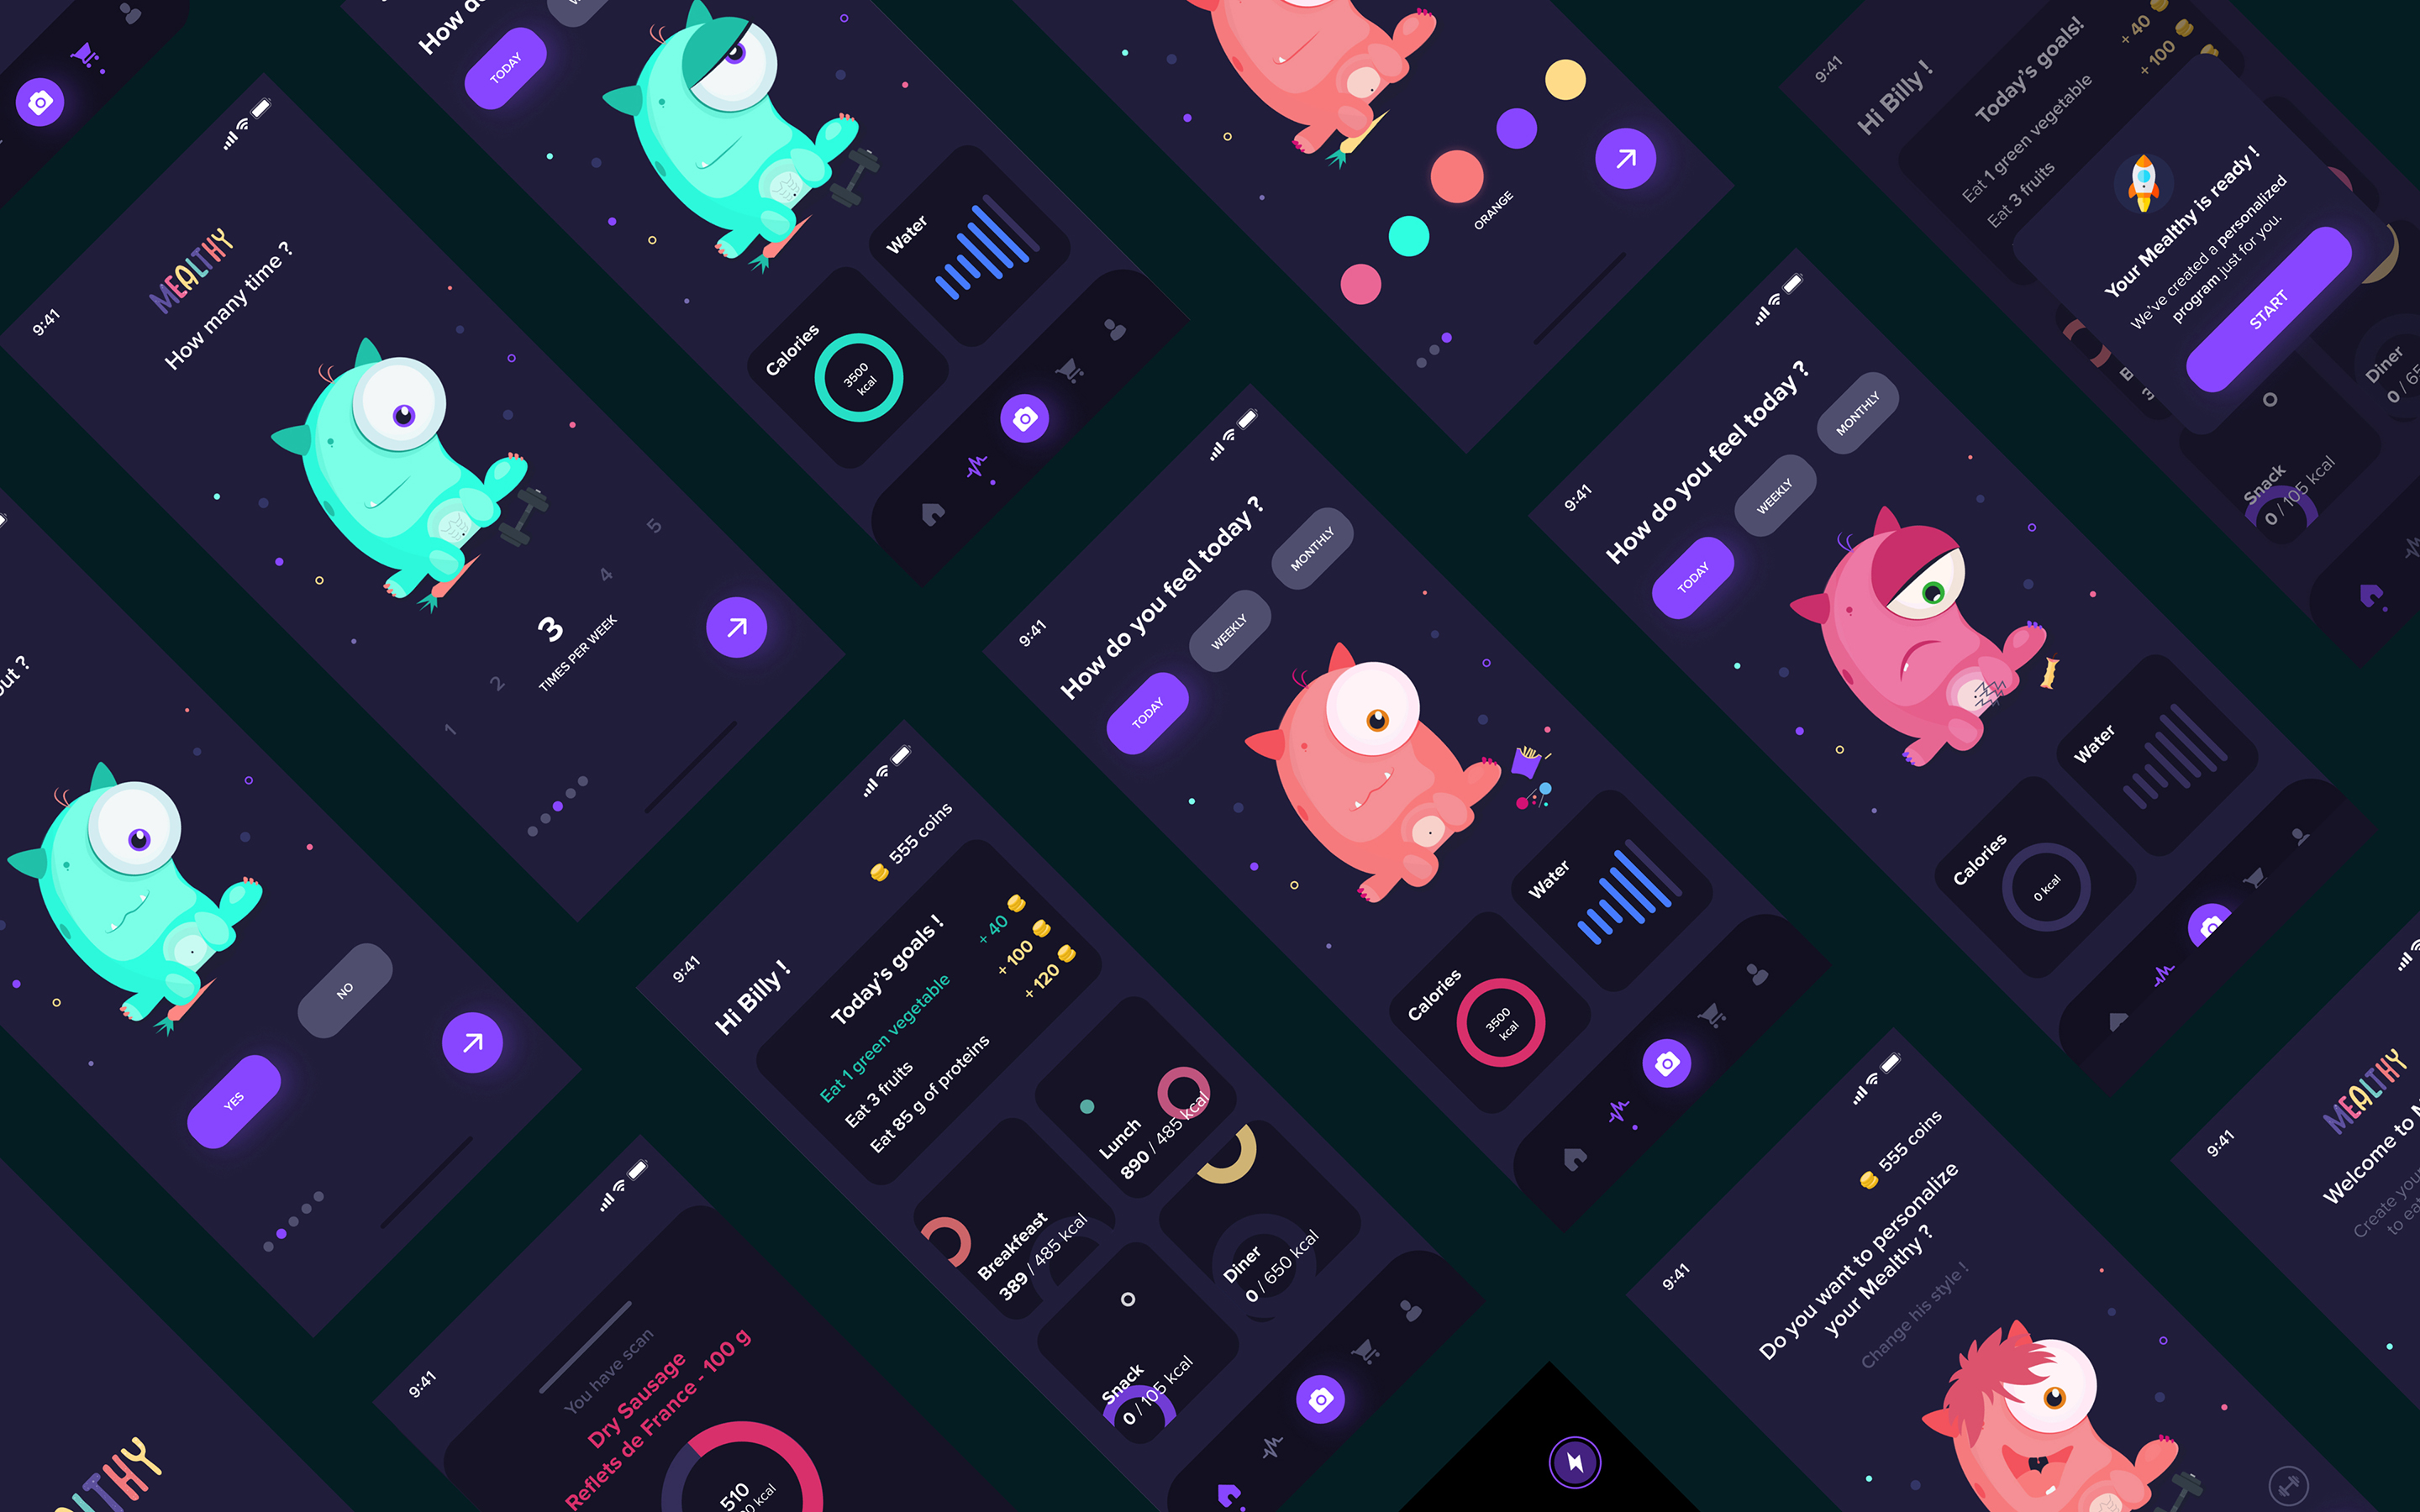 How do
TODAY
Water
Calories
3500
kcal
ORANGE
9:41
Hi Billy !
Today's goals!
+ 40
+ 100
Eat 1 green vegetable
Eat 3 fruits
Your Mealthy is ready !
We've created a personalized
program just for you.
START
Diner
Snack
0 / 105 kcal
9:41
MEALTHY
How many time ?
1
2
3
4
5
TIMES PER WEEK
9:41
How do you feel today ?
TODAY
WEEKLY
MONTHLY
Water
Calories
3500
kcal
9:41
How do you feel today ?
TODAY
WEEKLY
MONTHLY
Water
Calories
0 kcal
out ?
YES
NO
9:41
555 coins
Hi Billy !
Today's goals !
Eat 1 green vegetable
+ 40
Eat 3 fruits
+ 100
Eat 85 g of proteins
+ 120
Breakfeast
389 / 485 kcal
Lunch
890 / 485 kcal
Snack
0 / 105 kcal
Diner
0 / 650 kcal
9:41
You have scan
Dry Sausage
Reflets de France - 100 g
510
kcal
9:41
555 coins
Do you want to personalize
your Mealthy ?
Change his style !
9:41
MEALTHY
Welcome to M
Create your
to eat
EALTHY